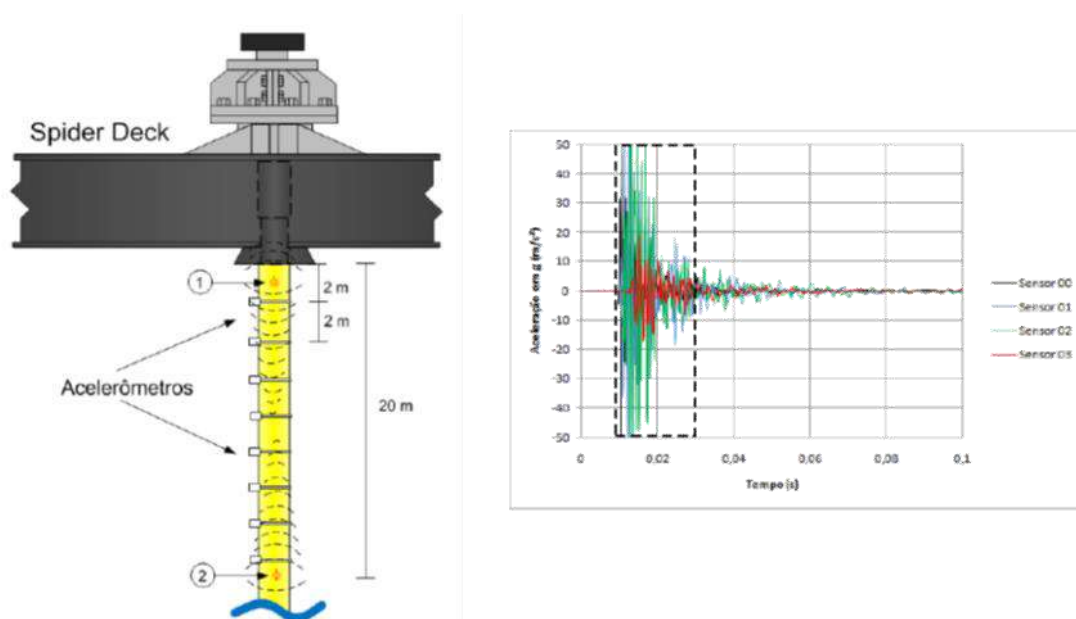 Spider Deck
1
2 m
2 m
Acelerômetros
20 m
2
Aceleração em g (m/s²)
50
40
30
20
10
0
-10
-20
-30
-40
-50
0
0,02
0,04
0,06
0,08
0,1
Tempo (s)
Sensor 00
Sensor 01
Sensor 02
Sensor 03